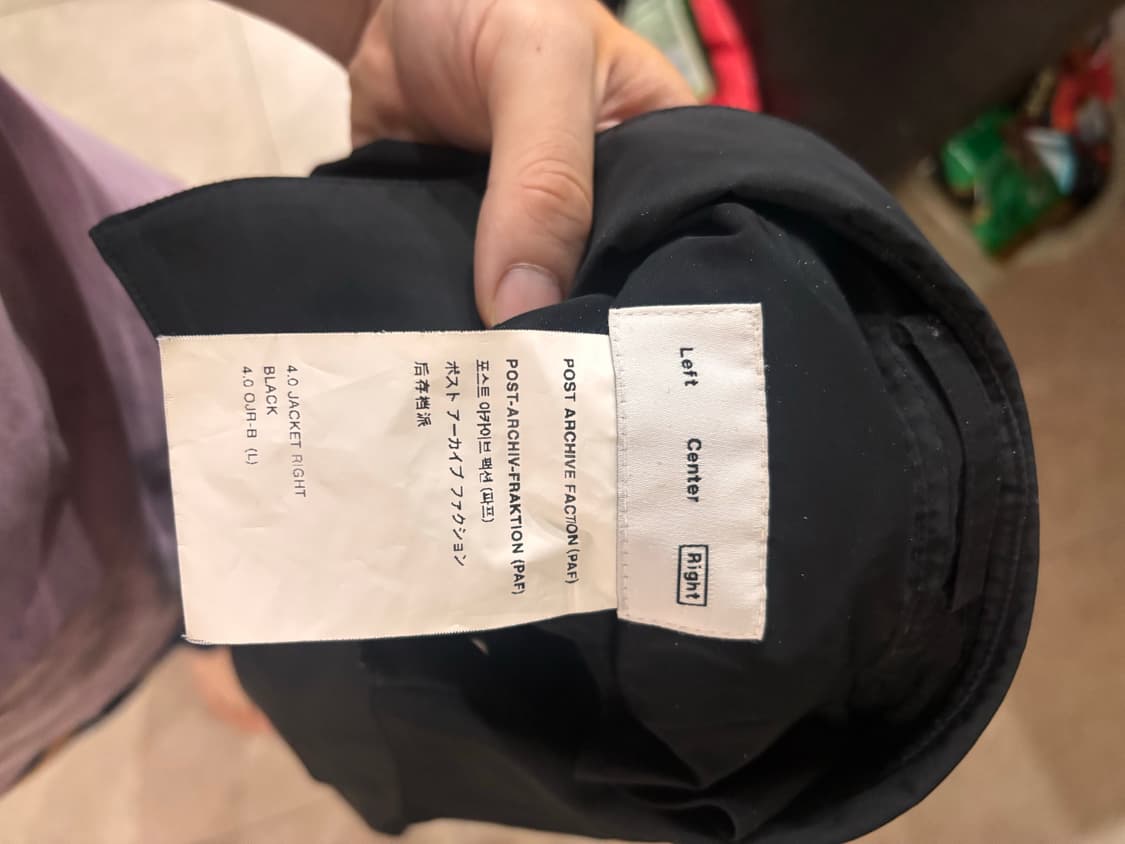 Left Center Right
POST ARCHIVE FACTION (PAF)
POST-ARCHIV-FRAKTION (PAF)
포스트 아카이브 팩션 (파프)
ポスト アーカイブ ファクション
后存档派
4.0 JACKET RIGHT
BLACK
4.0 OJR-B (L)